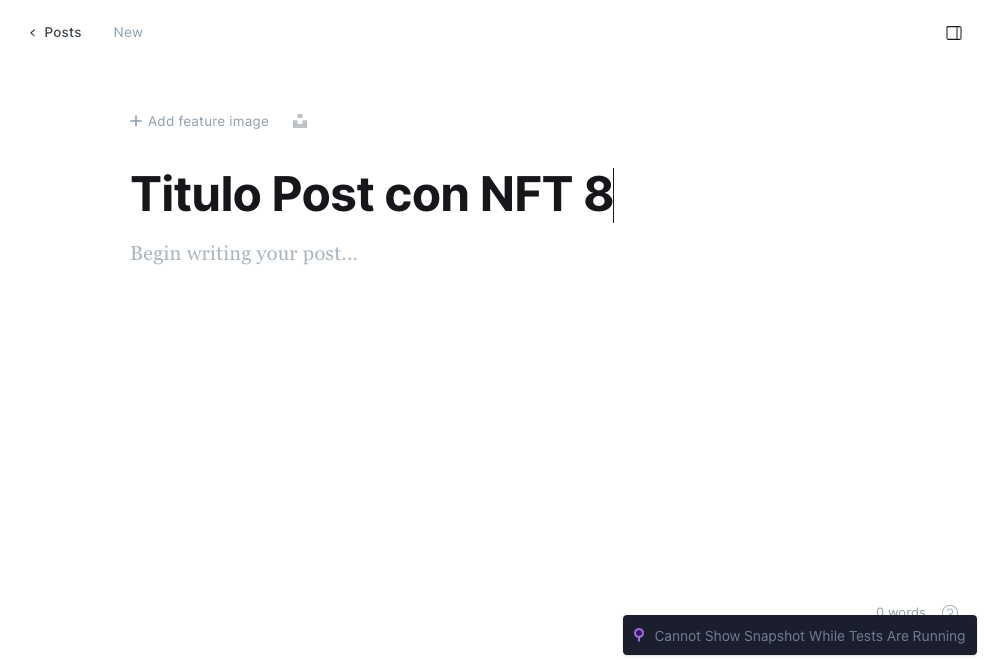 Posts New
Add feature image
Titulo Post con NFT 8
Begin writing your post...
0 words ?
Cannot Show Snapshot While Tests Are Running